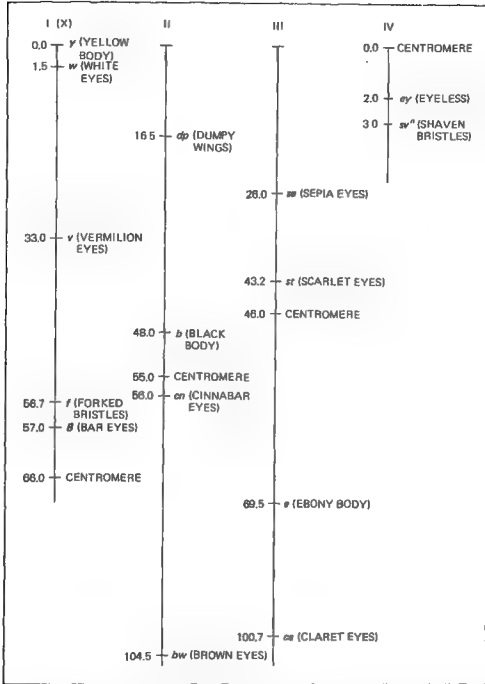 I (X)
0.0 y (YELLOW
BODY)
1.5 w (WHITE
EYES)
33.0 v (VERMILION
EYES)
56.7 f (FORKED
BRISTLES)
57.0 B (BAR EYES)
66.0 CENTROMERE
II
16.5 dp (DUMPY
WINGS)
48.0 b (BLACK
BODY)
55.0 CENTROMERE
56.0 cn (CINNABAR
EYES)
104.5 bw (BROWN EYES)
III
26.0 se (SEPIA EYES)
43.2 st (SCARLET EYES)
46.0 CENTROMERE
69.5 e (EBONY BODY)
100.7 ca (CLARET EYES)
IV
0.0 CENTROMERE
2.0 ey (EYELESS)
3.0 svⁿ (SHAVEN
BRISTLES)